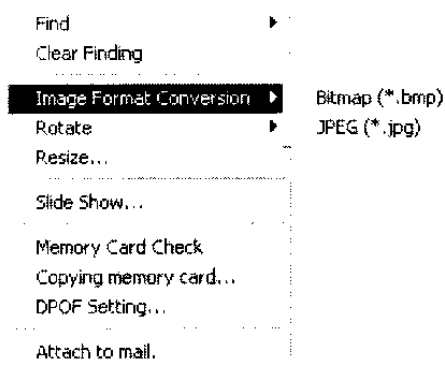 Find
Clear Finding
Image Format Conversion
Rotate
Resize...
Slide Show...
Memory Card Check
Copying memory card...
DPOF Setting...
Attach to mail.
Bitmap (*.bmp)
JPEG (*.jpg)